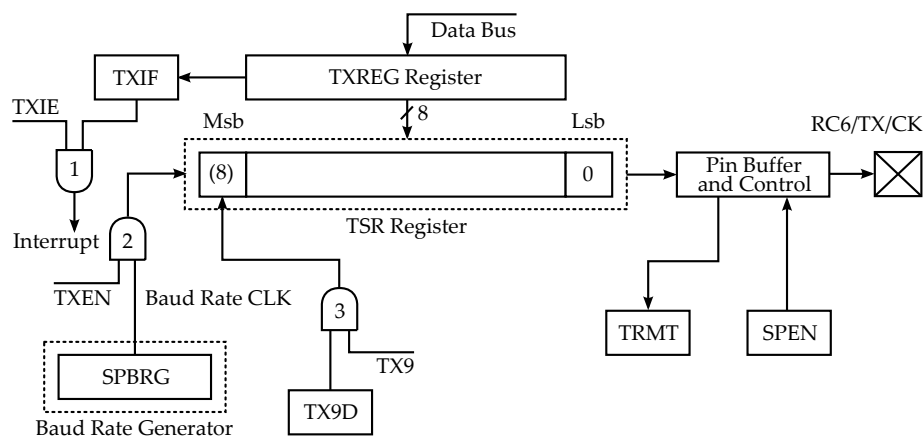 Data Bus
TXIF
TXREG Register
TXIE
8
Msb
Lsb
RC6/TX/CK
1
(8)
0
Pin Buffer
and Control
Interrupt
2
TSR Register
TXEN
Baud Rate CLK
3
TRMT
SPEN
TX9
SPBRG
TX9D
Baud Rate Generator